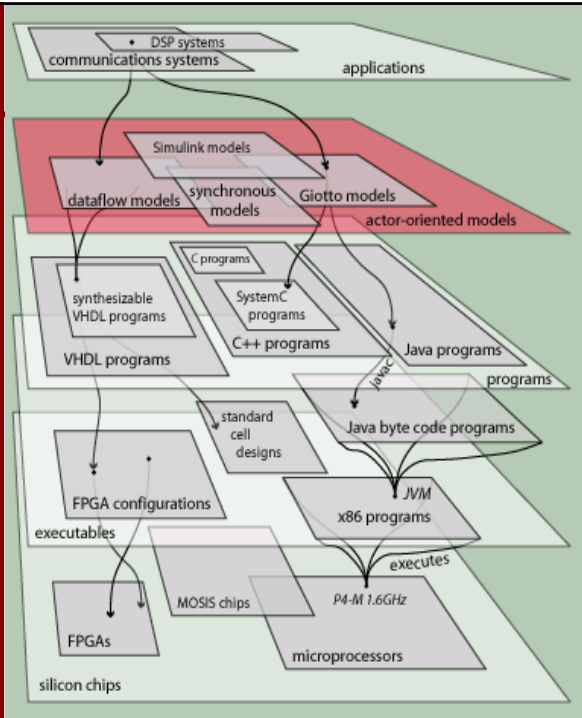 DSP systems
communications systems
applications
Simulink models
dataflow models
synchronous
models
Giotto models
actor-oriented models
C programs
synthesizable
VHDL programs
SystemC
programs
C++ programs
VHDL programs
Java programs
programs
javac
standard
cell
designs
Java byte code programs
FPGA configurations
JVM
x86 programs
executables
executes
MOSIS chips
P4-M 1.6GHz
FPGAs
microprocessors
silicon chips